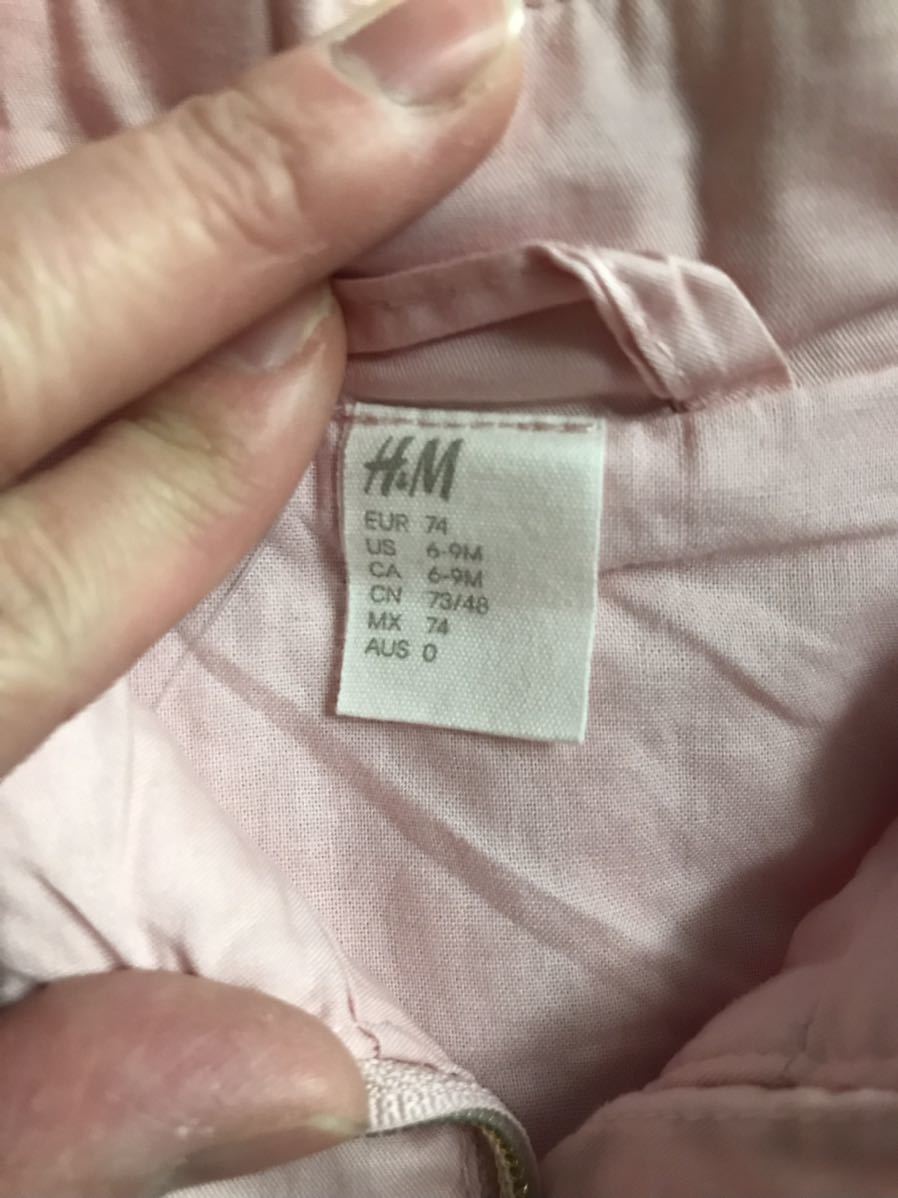 H&M
EUR 74
US 6-9M
CA 6-9M
CN 73/48
MX 74
AUS 0